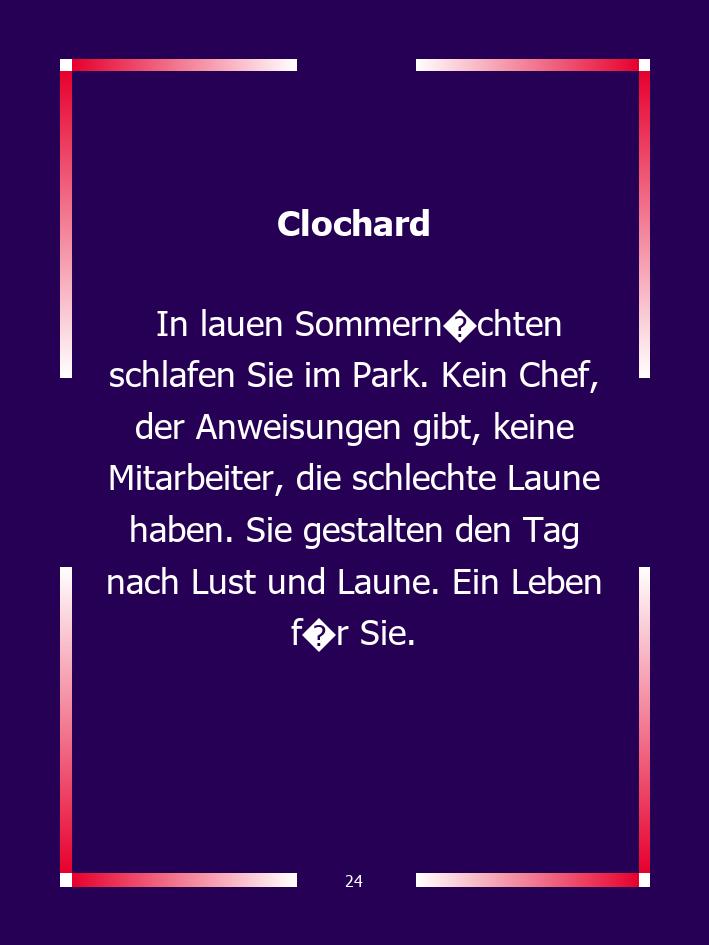 Clochard
In lauen Sommern�chten
schlafen Sie im Park. Kein Chef,
der Anweisungen gibt, keine
Mitarbeiter, die schlechte Laune
haben. Sie gestalten den Tag
nach Lust und Laune. Ein Leben
f�r Sie.
24